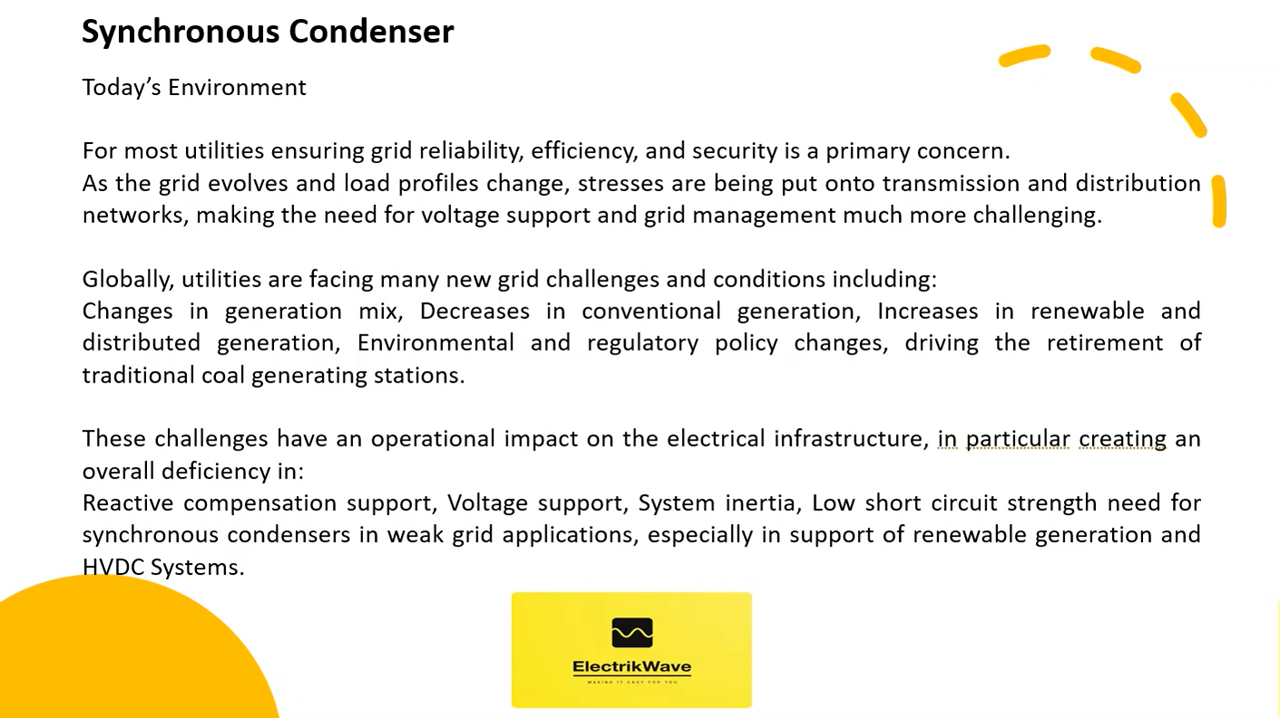 Synchronous Condenser
Today’s Environment
For most utilities ensuring grid reliability, efficiency, and security is a primary concern.
As the grid evolves and load profiles change, stresses are being put onto transmission and distribution
networks, making the need for voltage support and grid management much more challenging.
Globally, utilities are facing many new grid challenges and conditions including:
Changes in generation mix, Decreases in conventional generation, Increases in renewable and
distributed generation, Environmental and regulatory policy changes, driving the retirement of
traditional coal generating stations.
These challenges have an operational impact on the electrical infrastructure, in particular creating an
overall deficiency in:
Reactive compensation support, Voltage support, System inertia, Low short circuit strength need for
synchronous condensers in weak grid applications, especially in support of renewable generation and
HVDC Systems.
ElectrikWave
MAKING IT EASY FOR YOU